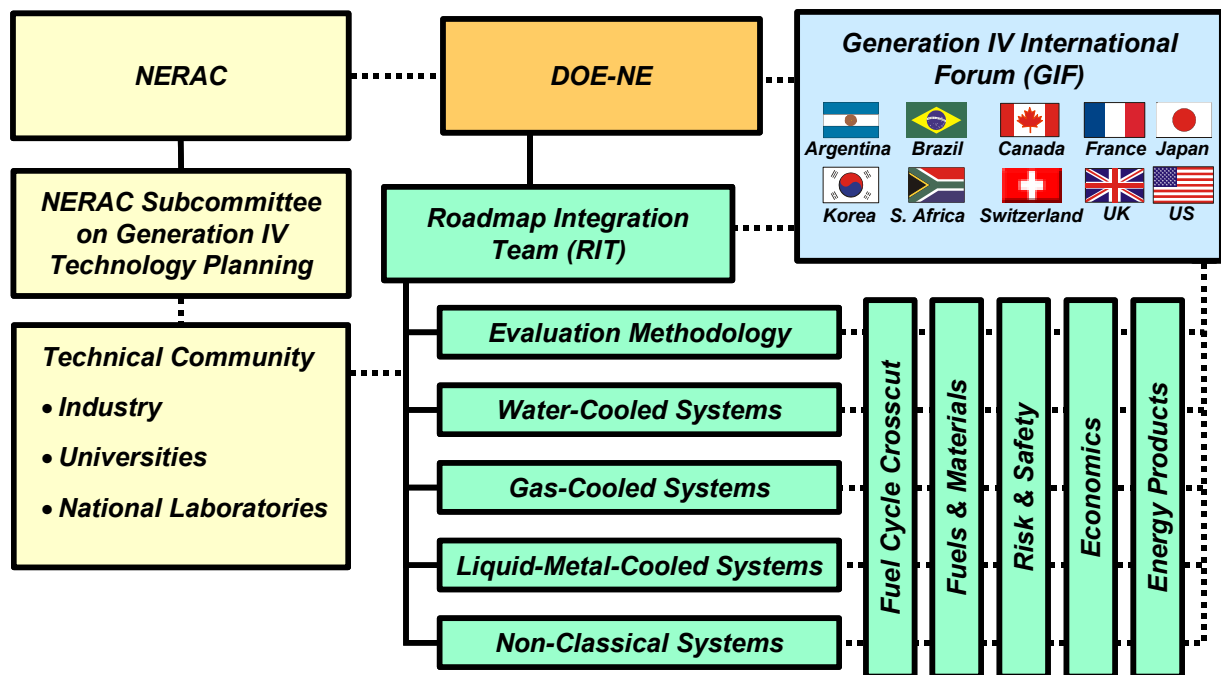 NERAC
DOE-NE
Generation IV International
Forum (GIF)
Argentina Brazil Canada France Japan
Korea S. Africa Switzerland UK US
NERAC Subcommittee
on Generation IV
Technology Planning
Roadmap Integration
Team (RIT)
Technical Community
• Industry
• Universities
• National Laboratories
Evaluation Methodology
Water-Cooled Systems
Gas-Cooled Systems
Liquid-Metal-Cooled Systems
Non-Classical Systems
Fuel Cycle Crosscut
Fuels & Materials
Risk & Safety
Economics
Energy Products